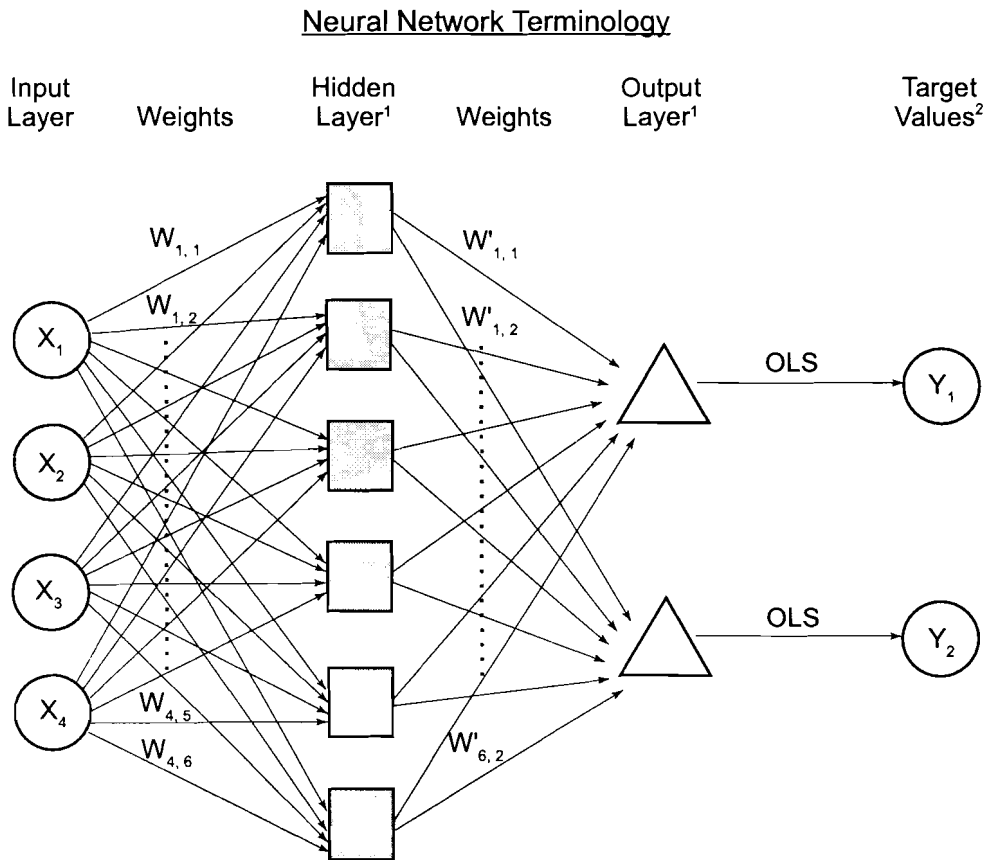 Neural Network Terminology
Input Layer
Weights
Hidden Layer¹
Weights
Output Layer¹
Target Values²
W1, 1
W'1, 1
W1, 2
W'1, 2
X1
OLS
Y1
X2
X3
OLS
Y2
X4
W4, 5
W4, 6
W'6, 2